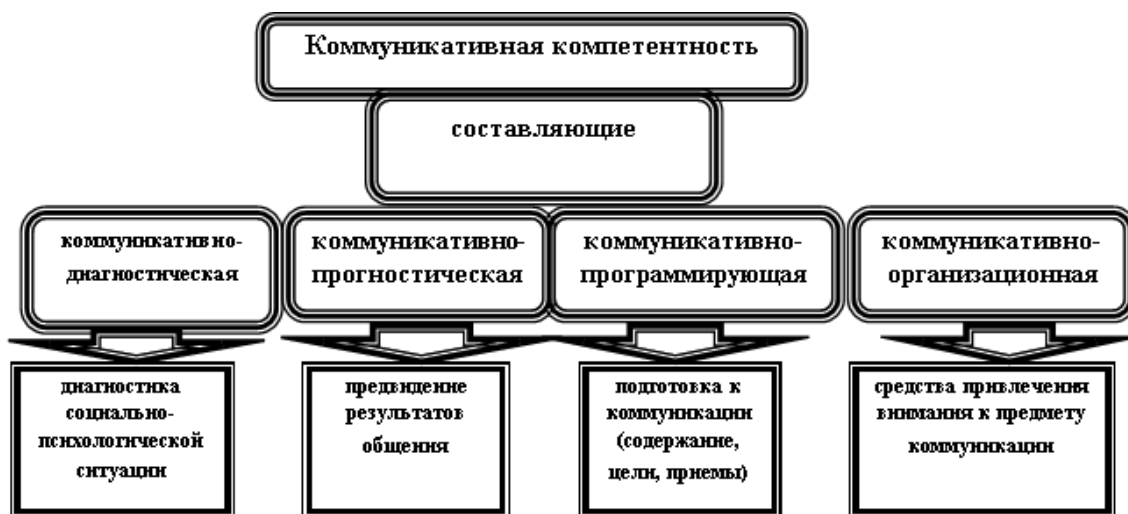 Коммуникативная компетентность
составляющие
коммуникативно-
диагностическая
коммуникативно-
прогностическая
коммуникативно-
программирующая
коммуникативно-
организационная
диагностика
социально-
психологической
ситуации
предвидение
результатов
общения
подготовка к
коммуникации
(содержание,
цели, приемы)
средства привлечения
внимания к предмету
коммуникации